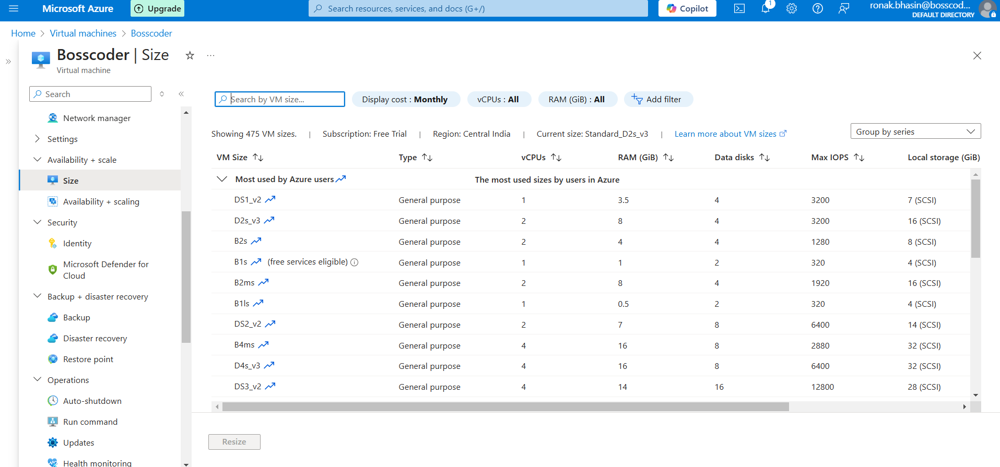 Microsoft Azure
Upgrade
Search resources, services, and docs (G+/)
Copilot
1
ronak.bhasin@bosscod...
DEFAULT DIRECTORY
Home > Virtual machines > Bosscoder
Bosscoder | Size
Virtual machine
Search
Network manager
Settings
Availability + scale
Size
Availability + scaling
Security
Identity
Microsoft Defender for
Cloud
Backup + disaster recovery
Backup
Disaster recovery
Restore point
Operations
Auto-shutdown
Run command
Updates
Health monitoring
Search by VM size...
Display cost : Monthly
vCPUs : All
RAM (GiB) : All
Add filter
Showing 475 VM sizes. | Subscription: Free Trial | Region: Central India | Current size: Standard_D2s_v3 | Learn more about VM sizes
Group by series
VM Size Type vCPUs RAM (GiB) Data disks Max IOPS Local storage (GiB)
Most used by Azure users The most used sizes by users in Azure
DS1_v2 General purpose 1 3.5 4 3200 7 (SCSI)
D2s_v3 General purpose 2 8 4 3200 16 (SCSI)
B2s General purpose 2 4 4 1280 8 (SCSI)
B1s (free services eligible) General purpose 1 1 2 320 4 (SCSI)
B2ms General purpose 2 8 4 1920 16 (SCSI)
B1ls General purpose 1 0.5 2 320 4 (SCSI)
DS2_v2 General purpose 2 7 8 6400 14 (SCSI)
B4ms General purpose 4 16 8 2880 32 (SCSI)
D4s_v3 General purpose 4 16 8 6400 32 (SCSI)
DS3_v2 General purpose 4 14 16 12800 28 (SCSI)
Resize